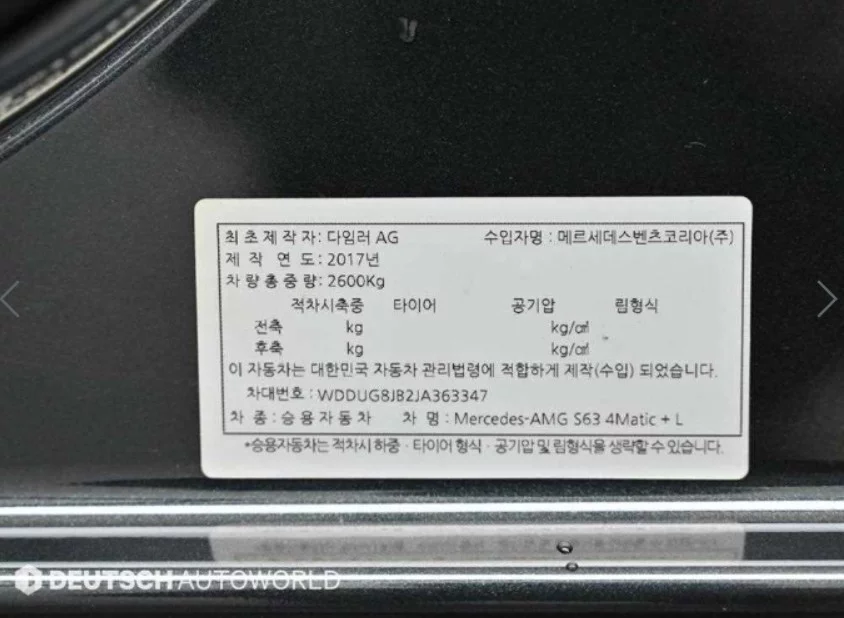 최초제작자: 다임러 AG 수입자명 : 메르세데스벤츠코리아(주)
제작 연도: 2017년
차량총중량: 2600Kg
적차시축중 타이어 공기압 림형식
전축 kg kg/㎠
후축 kg kg/㎠
이 자동차는 대한민국 자동차 관리법령에 적합하게 제작(수입) 되었습니다.
차대번호 : WDDUG8JB2JA363347
차 종 : 승용자동차 차 명 : Mercedes-AMG S63 4Matic + L
*승용자동차는 적차시하중 · 타이어 형식 · 공기압 및 림형식을 생략할 수 있습니다.
DEUTSCH AUTOWORLD